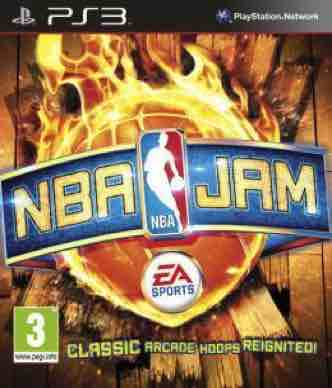 PS3
PlayStation Network
NBA JAM
NBA
EA
SPORTS
3
www.pegi.info
CLASSIC ARCADE HOOPS REIGNITED!